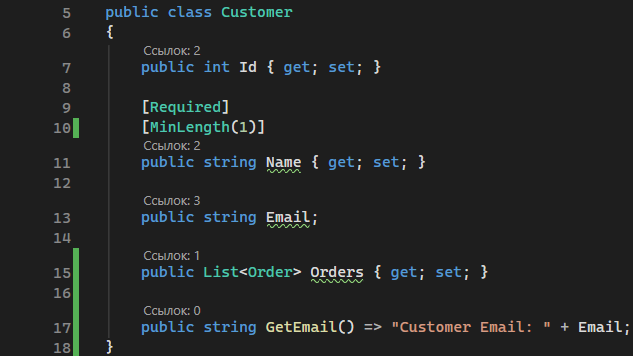 5 public class Customer
6 {
Ссылок: 2
7 public int Id { get; set; }
8
9 [Required]
10 [MinLength(1)]
Ссылок: 2
11 public string Name { get; set; }
12
Ссылок: 3
13 public string Email;
14
Ссылок: 1
15 public List<Order> Orders { get; set; }
16
Ссылок: 0
17 public string GetEmail() => "Customer Email: " + Email;
18 }